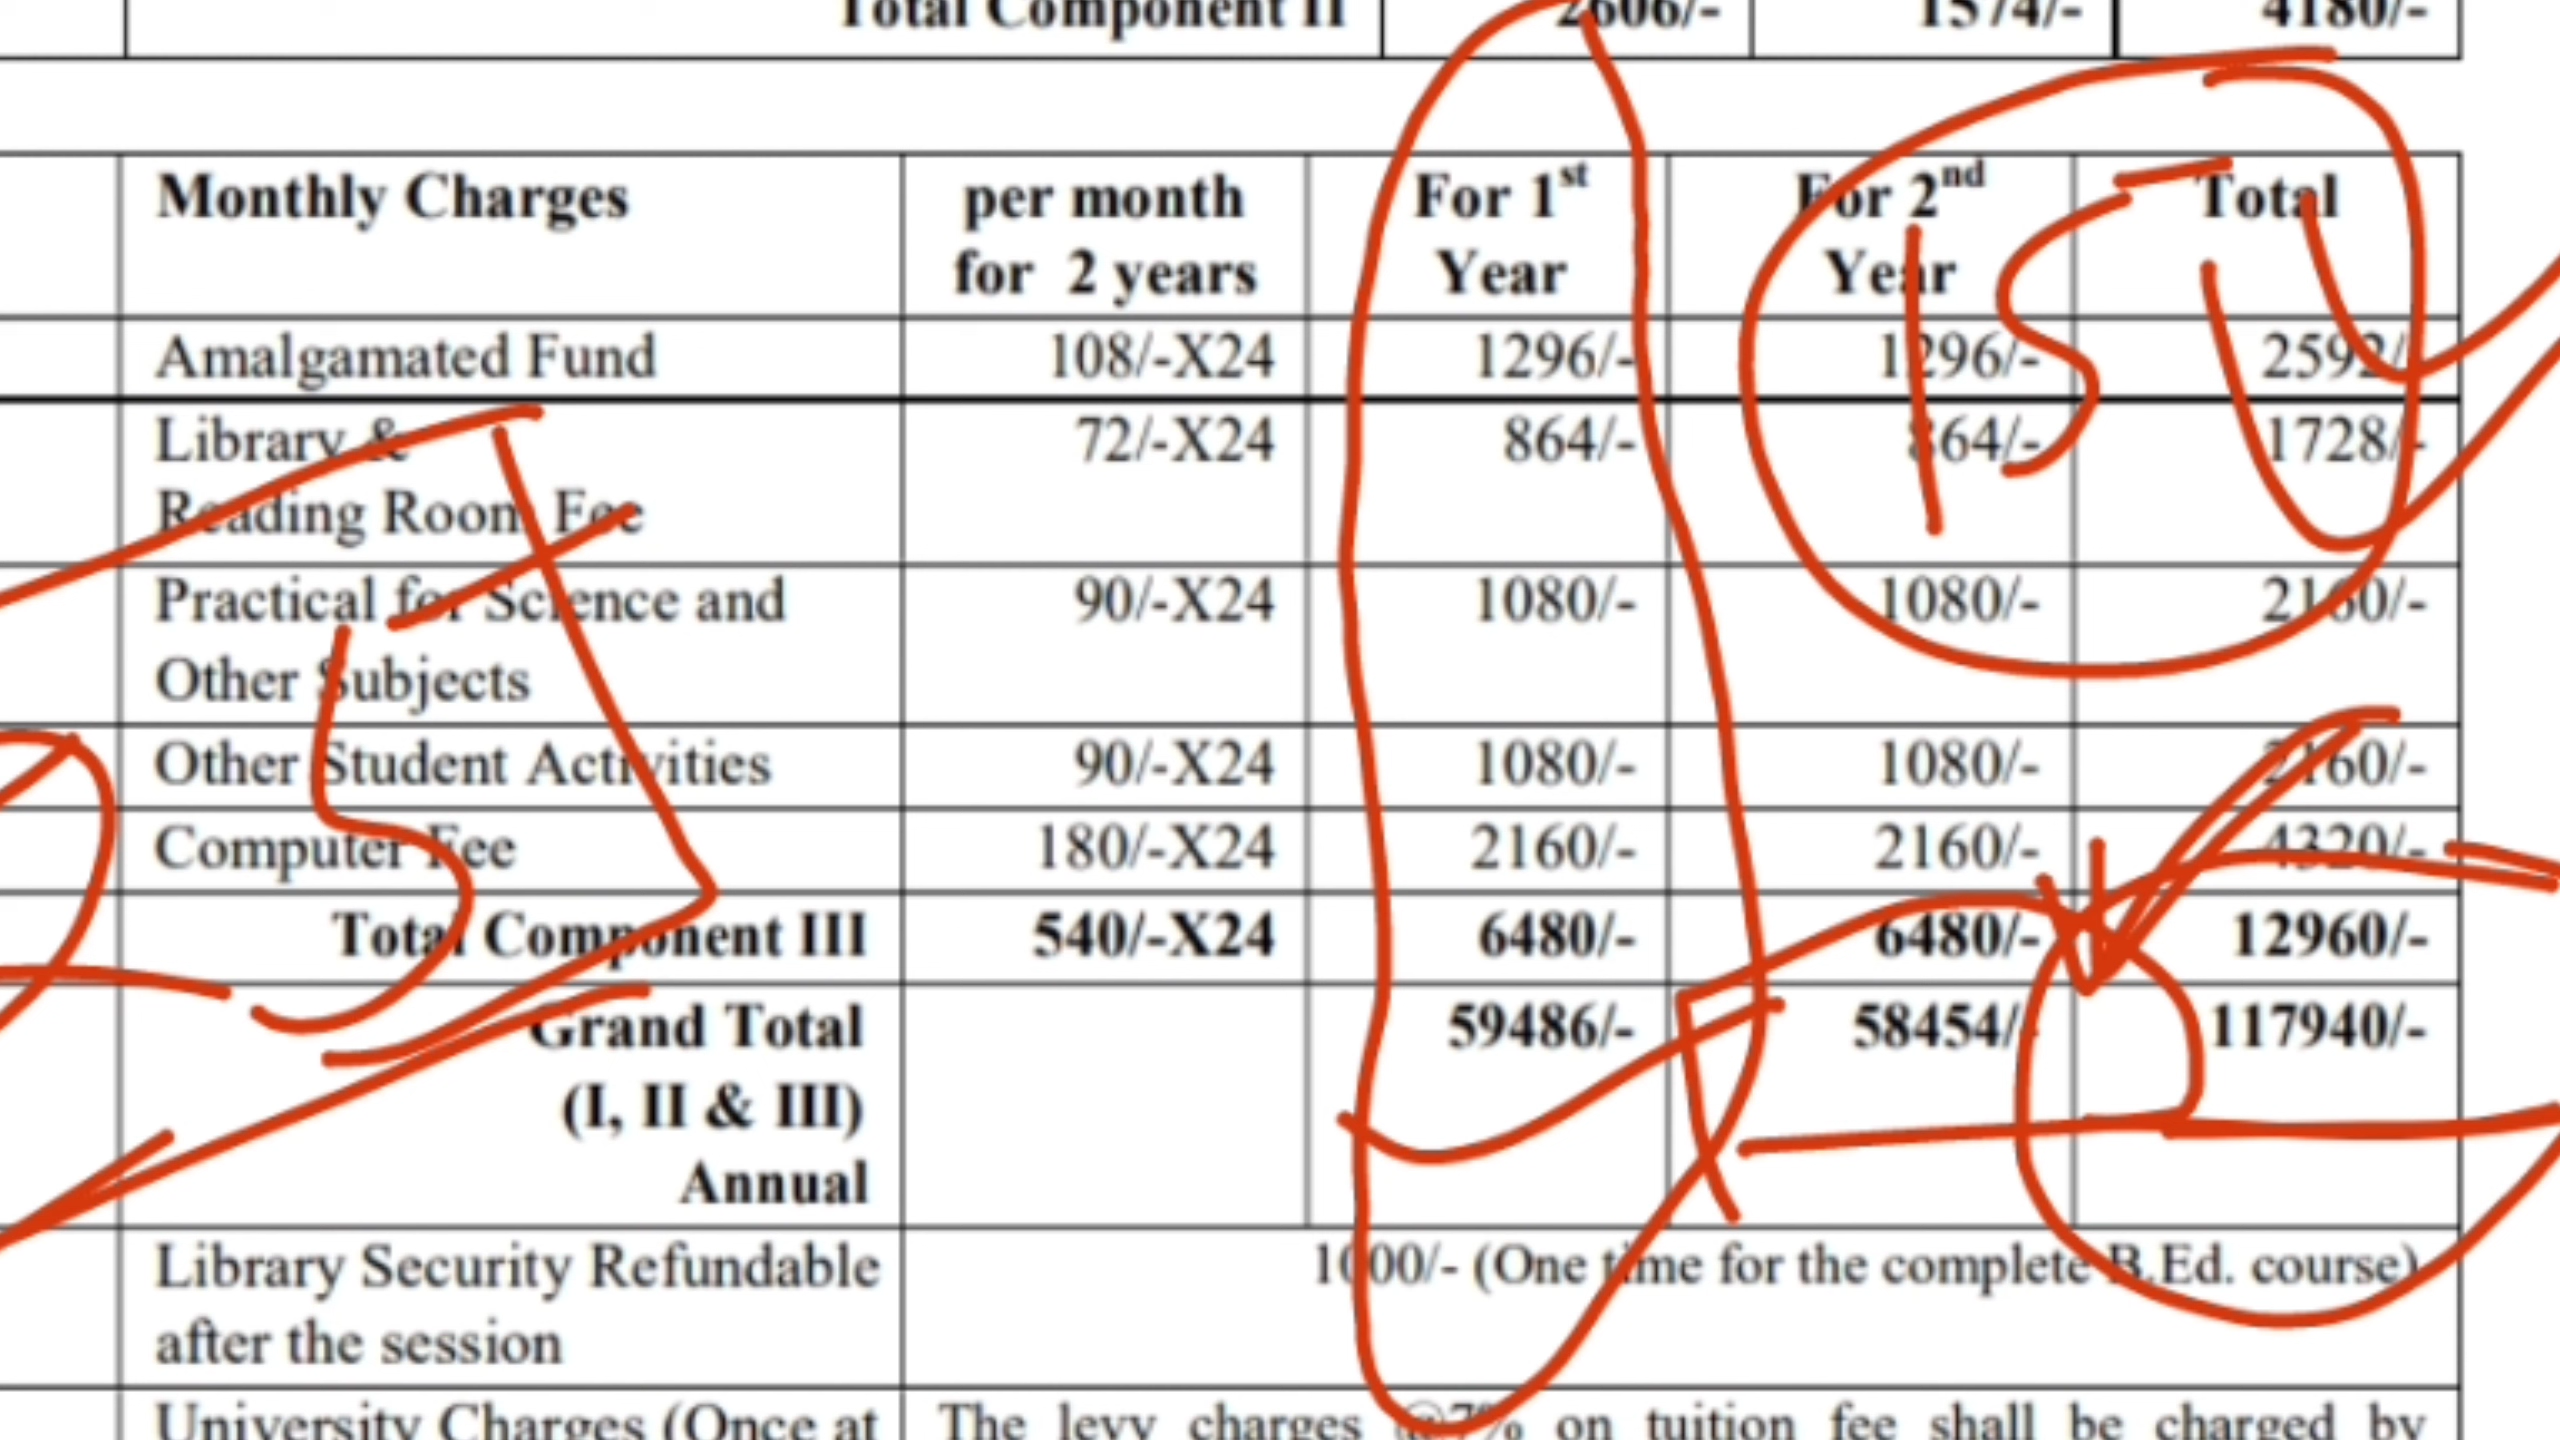 Total Component II 2606/- 1574/- 4180/-
Monthly Charges per month for 2 years For 1st Year For 2nd Year Total
Amalgamated Fund 108/-X24 1296/- 1296/- 2592/-
Library & Reading Room Fee 72/-X24 864/- 864/- 1728/-
Practical for Science and Other Subjects 90/-X24 1080/- 1080/- 2160/-
Other Student Activities 90/-X24 1080/- 1080/- 2160/-
Computer Fee 180/-X24 2160/- 2160/- 4320/-
Total Component III 540/-X24 6480/- 6480/- 12960/-
Grand Total (I, II & III) Annual 59486/- 58454/- 117940/-
Library Security Refundable after the session 1000/- (One time for the complete B.Ed. course)
University Charges (Once at The levy charges @7% on tuition fee shall be charged by